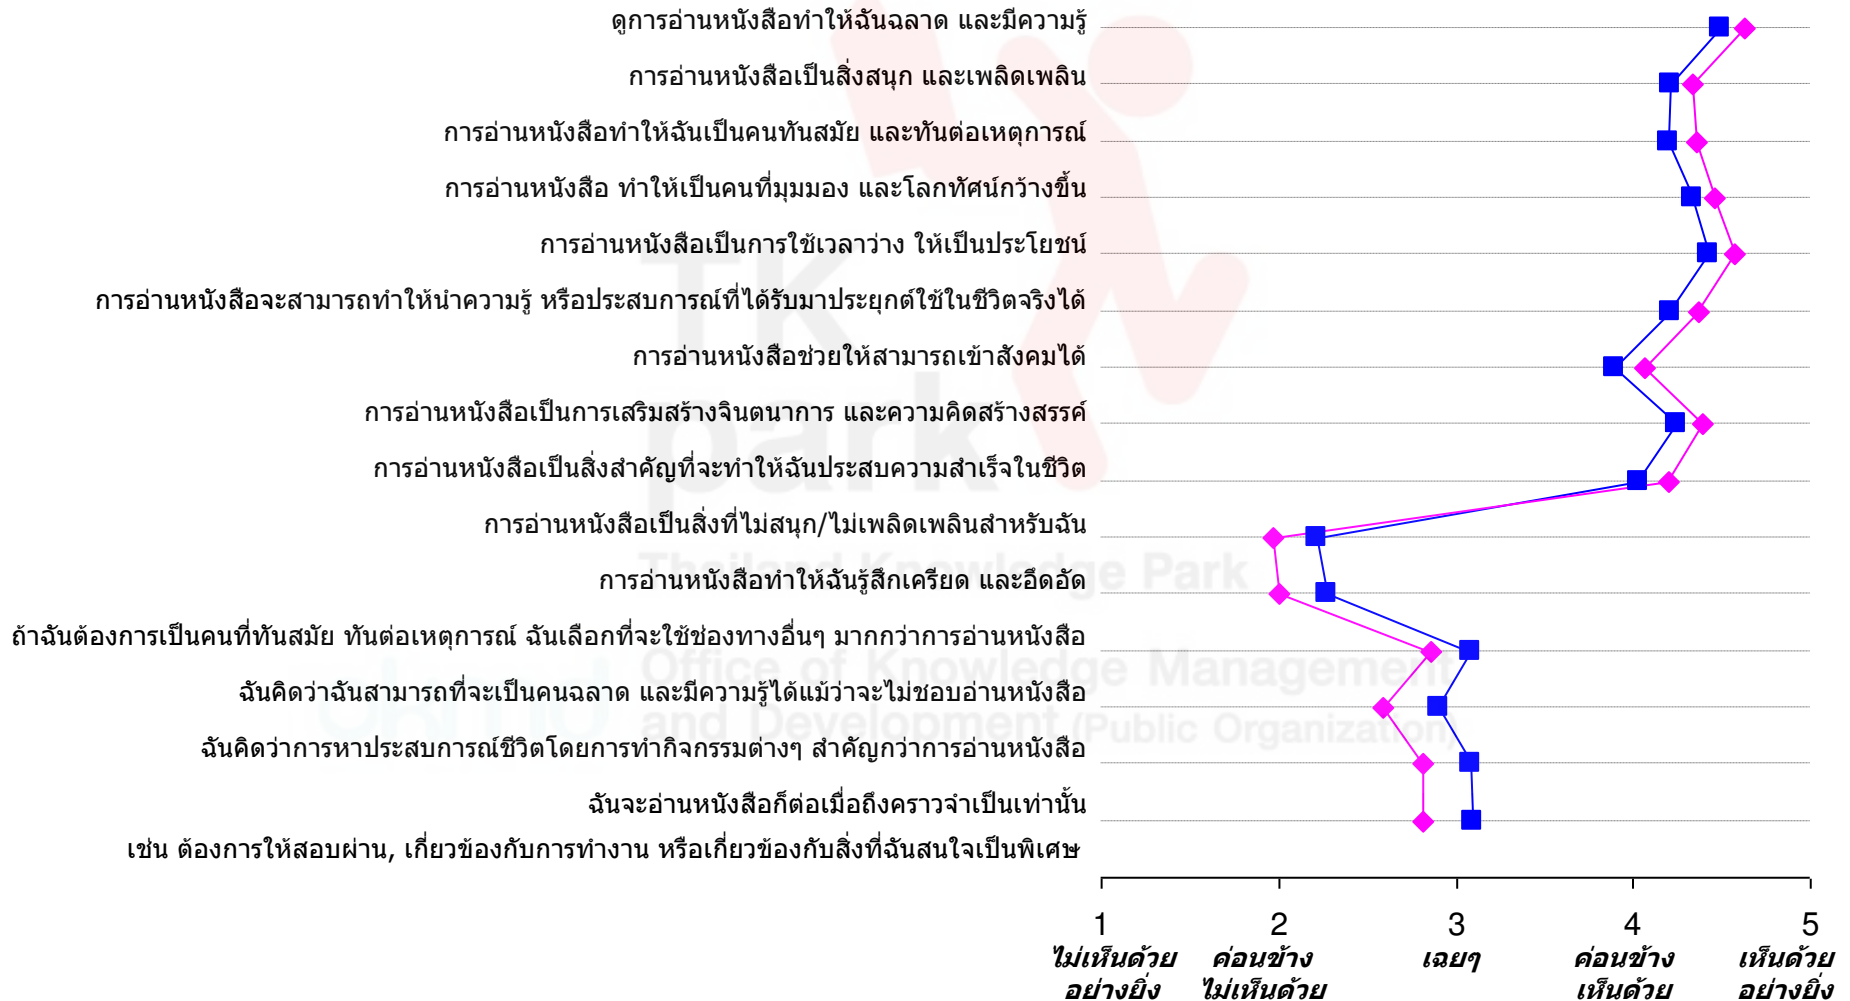 ดูการอ่านหนังสือทำให้ฉันฉลาด และมีความรู้
การอ่านหนังสือเป็นสิ่งสนุก และเพลิดเพลิน
การอ่านหนังสือทำให้ฉันเป็นคนทันสมัย และทันต่อเหตุการณ์
การอ่านหนังสือ ทำให้เป็นคนที่มุมมอง และโลกทัศน์กว้างขึ้น
การอ่านหนังสือเป็นการใช้เวลาว่าง ให้เป็นประโยชน์
การอ่านหนังสือจะสามารถทำให้นำความรู้ หรือประสบการณ์ที่ได้รับมาประยุกต์ใช้ในชีวิตจริงได้
การอ่านหนังสือช่วยให้สามารถเข้าสังคมได้
การอ่านหนังสือเป็นการเสริมสร้างจินตนาการ และความคิดสร้างสรรค์
การอ่านหนังสือเป็นสิ่งสำคัญที่จะทำให้ฉันประสบความสำเร็จในชีวิต
การอ่านหนังสือเป็นสิ่งที่ไม่สนุก/ไม่เพลิดเพลินสำหรับฉัน
การอ่านหนังสือทำให้ฉันรู้สึกเครียด และอึดอัด
ถ้าฉันต้องการเป็นคนที่ทันสมัย ทันต่อเหตุการณ์ ฉันเลือกที่จะใช้ช่องทางอื่นๆ มากกว่าการอ่านหนังสือ
ฉันคิดว่าฉันสามารถที่จะเป็นคนฉลาด และมีความรู้ได้แม้ว่าจะไม่ชอบอ่านหนังสือ
ฉันคิดว่าการหาประสบการณ์ชีวิตโดยการทำกิจกรรมต่างๆ สำคัญกว่าการอ่านหนังสือ
ฉันจะอ่านหนังสือก็ต่อเมื่อถึงคราวจำเป็นเท่านั้น
เช่น ต้องการให้สอบผ่าน, เกี่ยวข้องกับการทำงาน หรือเกี่ยวข้องกับสิ่งที่ฉันสนใจเป็นพิเศษ
TK
park
Thailand Knowledge Park
okmd
Office of Knowledge Management
and Development (Public Organization)
1 2 3 4 5
ไม่เห็นด้วย ค่อนข้าง เฉยๆ ค่อนข้าง เห็นด้วย
อย่างยิ่ง ไม่เห็นด้วย เห็นด้วย อย่างยิ่ง